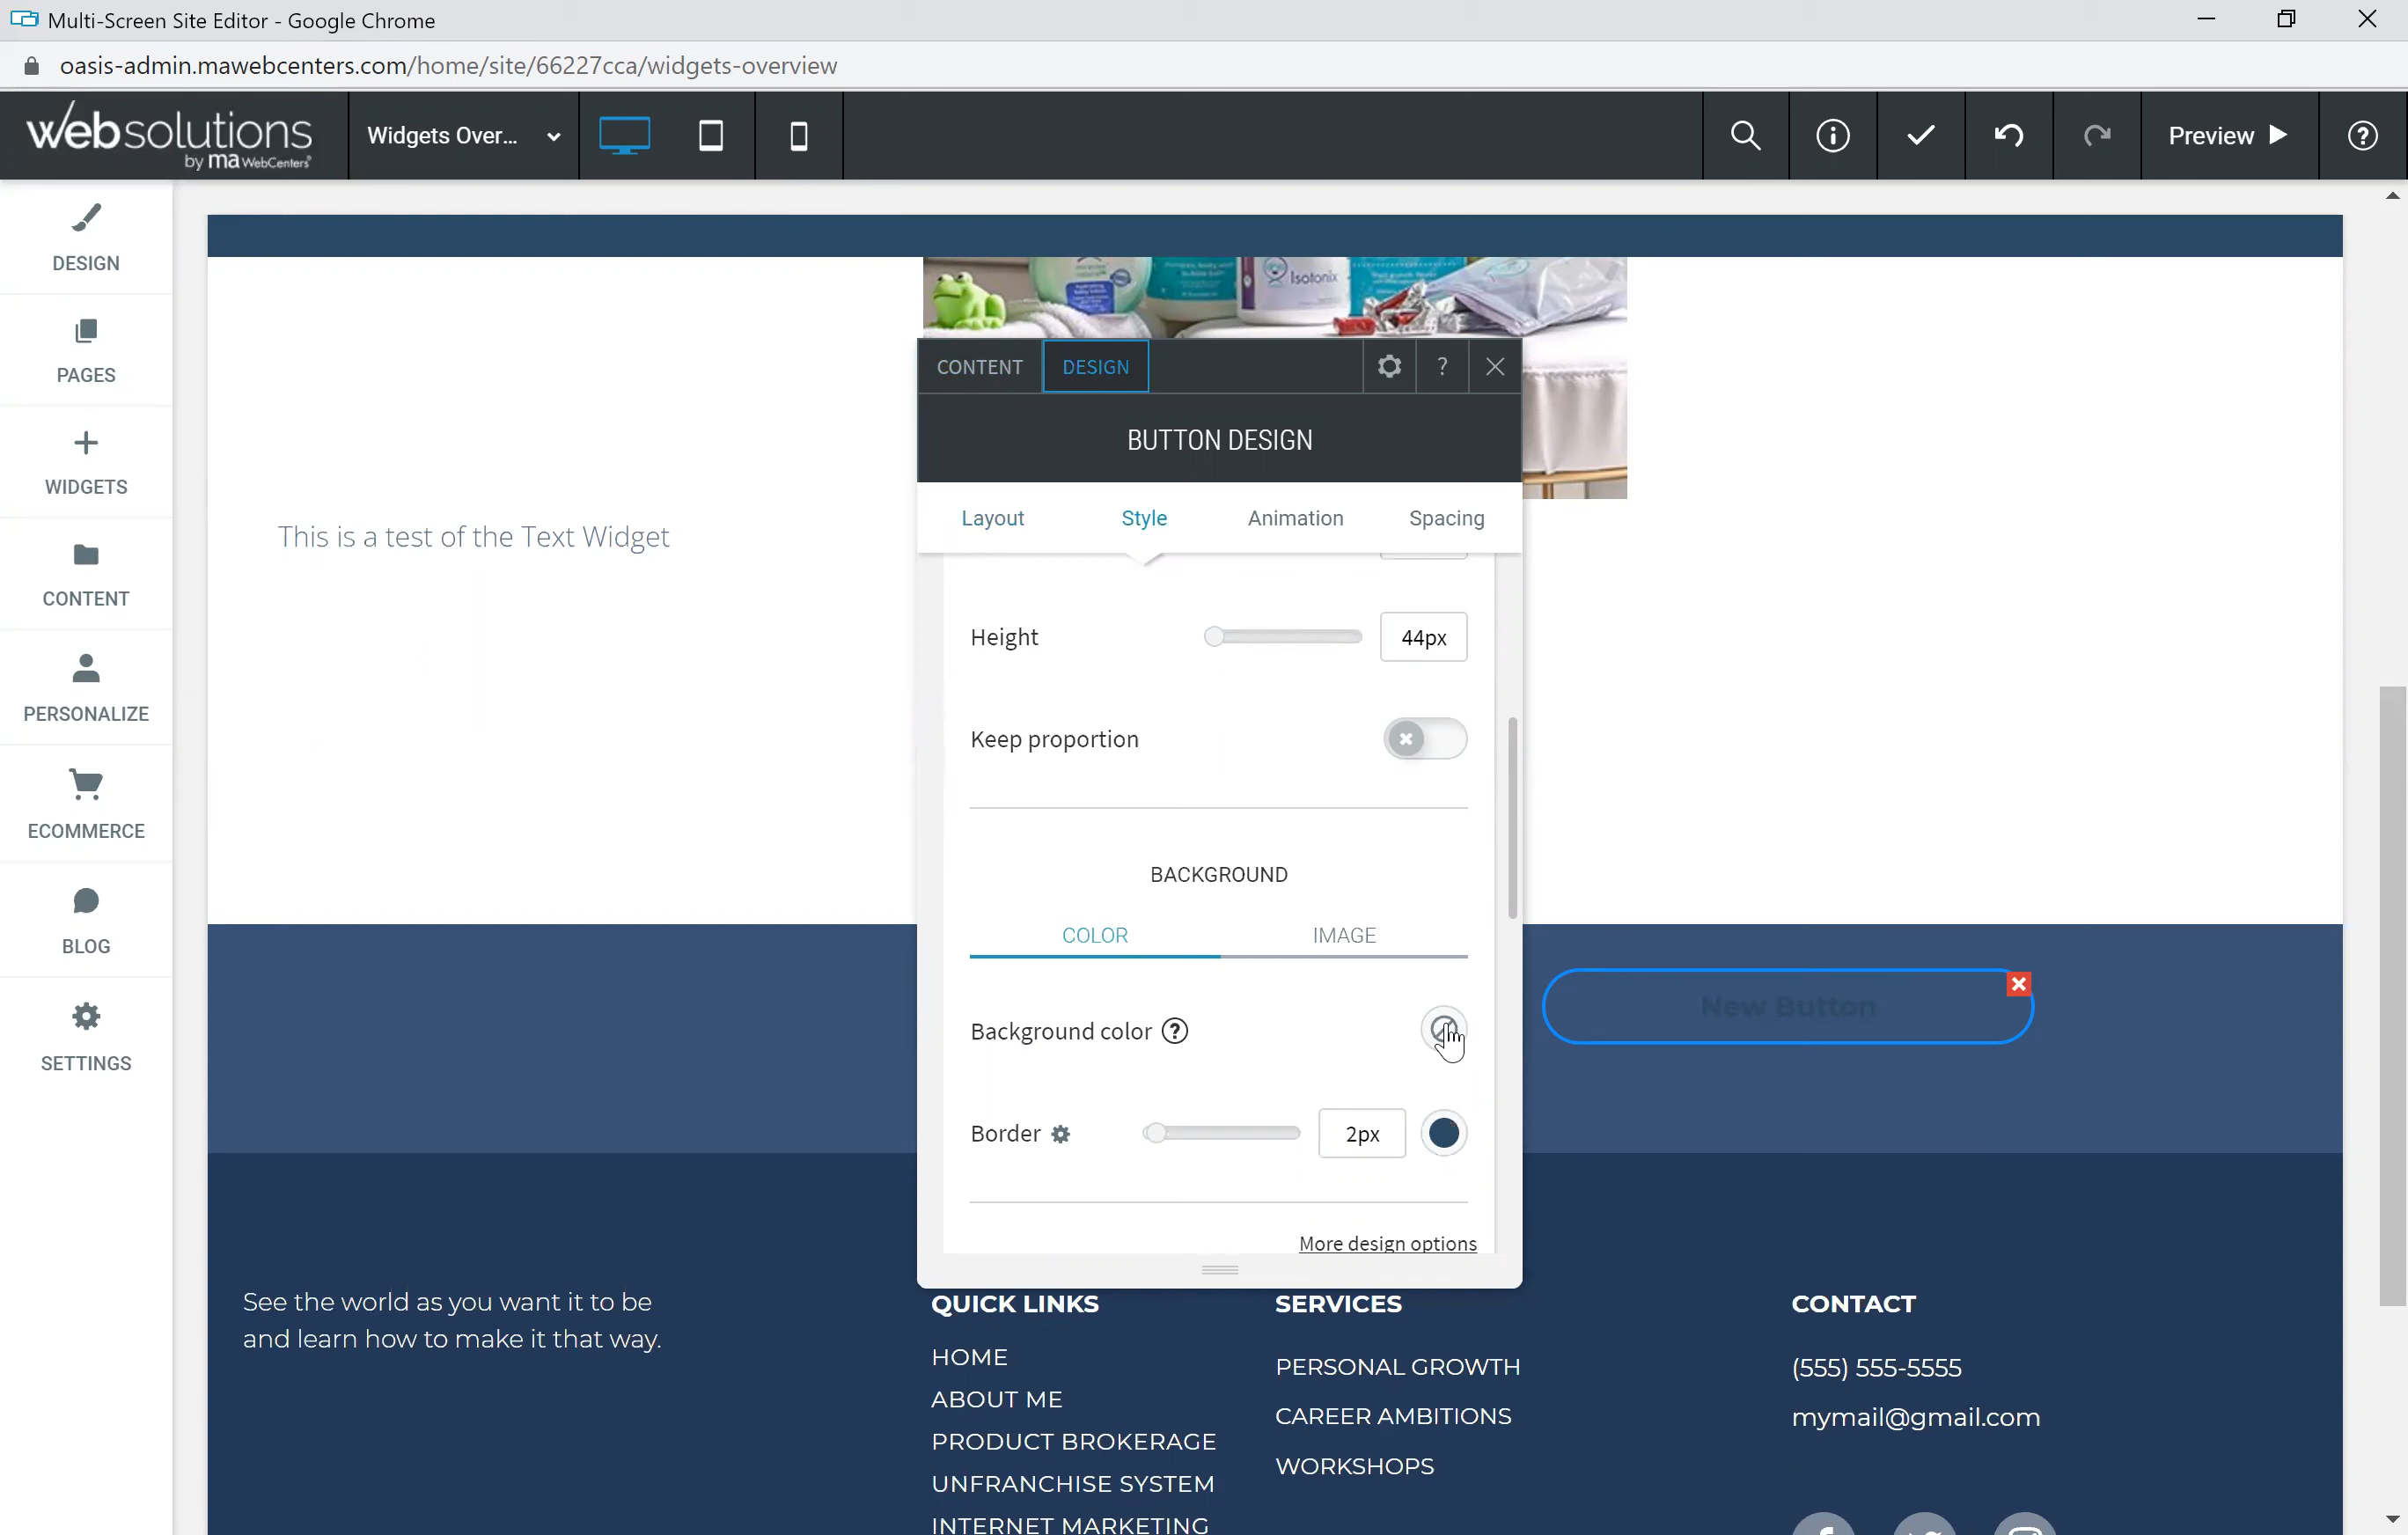 Multi-Screen Site Editor - Google Chrome
oasis-admin.mawebcenters.com/home/site/66227cca/widgets-overview
websolutions
by ma WebCenters
Widgets Over...
Preview
DESIGN
PAGES
WIDGETS
CONTENT
PERSONALIZE
ECOMMERCE
BLOG
SETTINGS
Isotonix
This is a test of the Text Widget
CONTENT
DESIGN
?
BUTTON DESIGN
Layout
Style
Animation
Spacing
Height
44px
Keep proportion
BACKGROUND
COLOR
IMAGE
Background color ?
Border
2px
More design options
New Button
See the world as you want it to be
and learn how to make it that way.
QUICK LINKS
HOME
ABOUT ME
PRODUCT BROKERAGE
UNFRANCHISE SYSTEM
INTERNET MARKETING
SERVICES
PERSONAL GROWTH
CAREER AMBITIONS
WORKSHOPS
CONTACT
(555) 555-5555
mymail@gmail.com